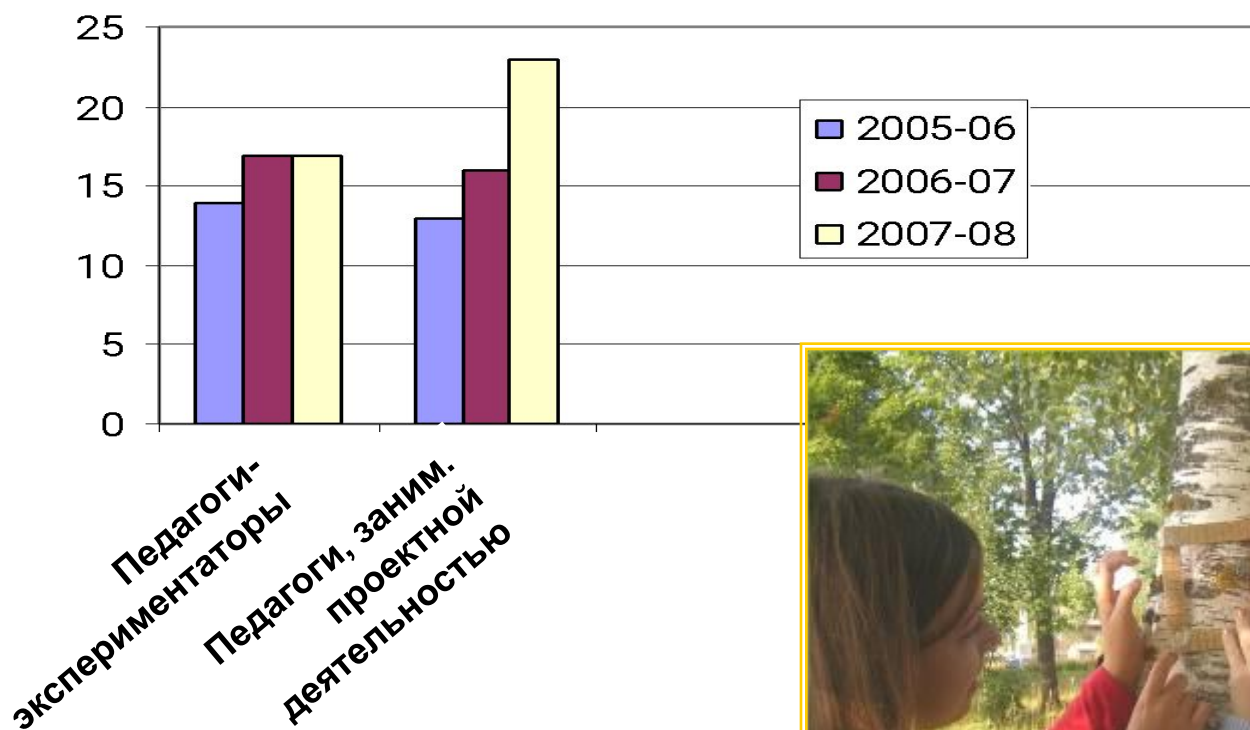 25
20
15
10
5
0
2005-06
2006-07
2007-08
Педагоги-
экспериментаторы
Педагоги, заним.
проектной
деятельностью